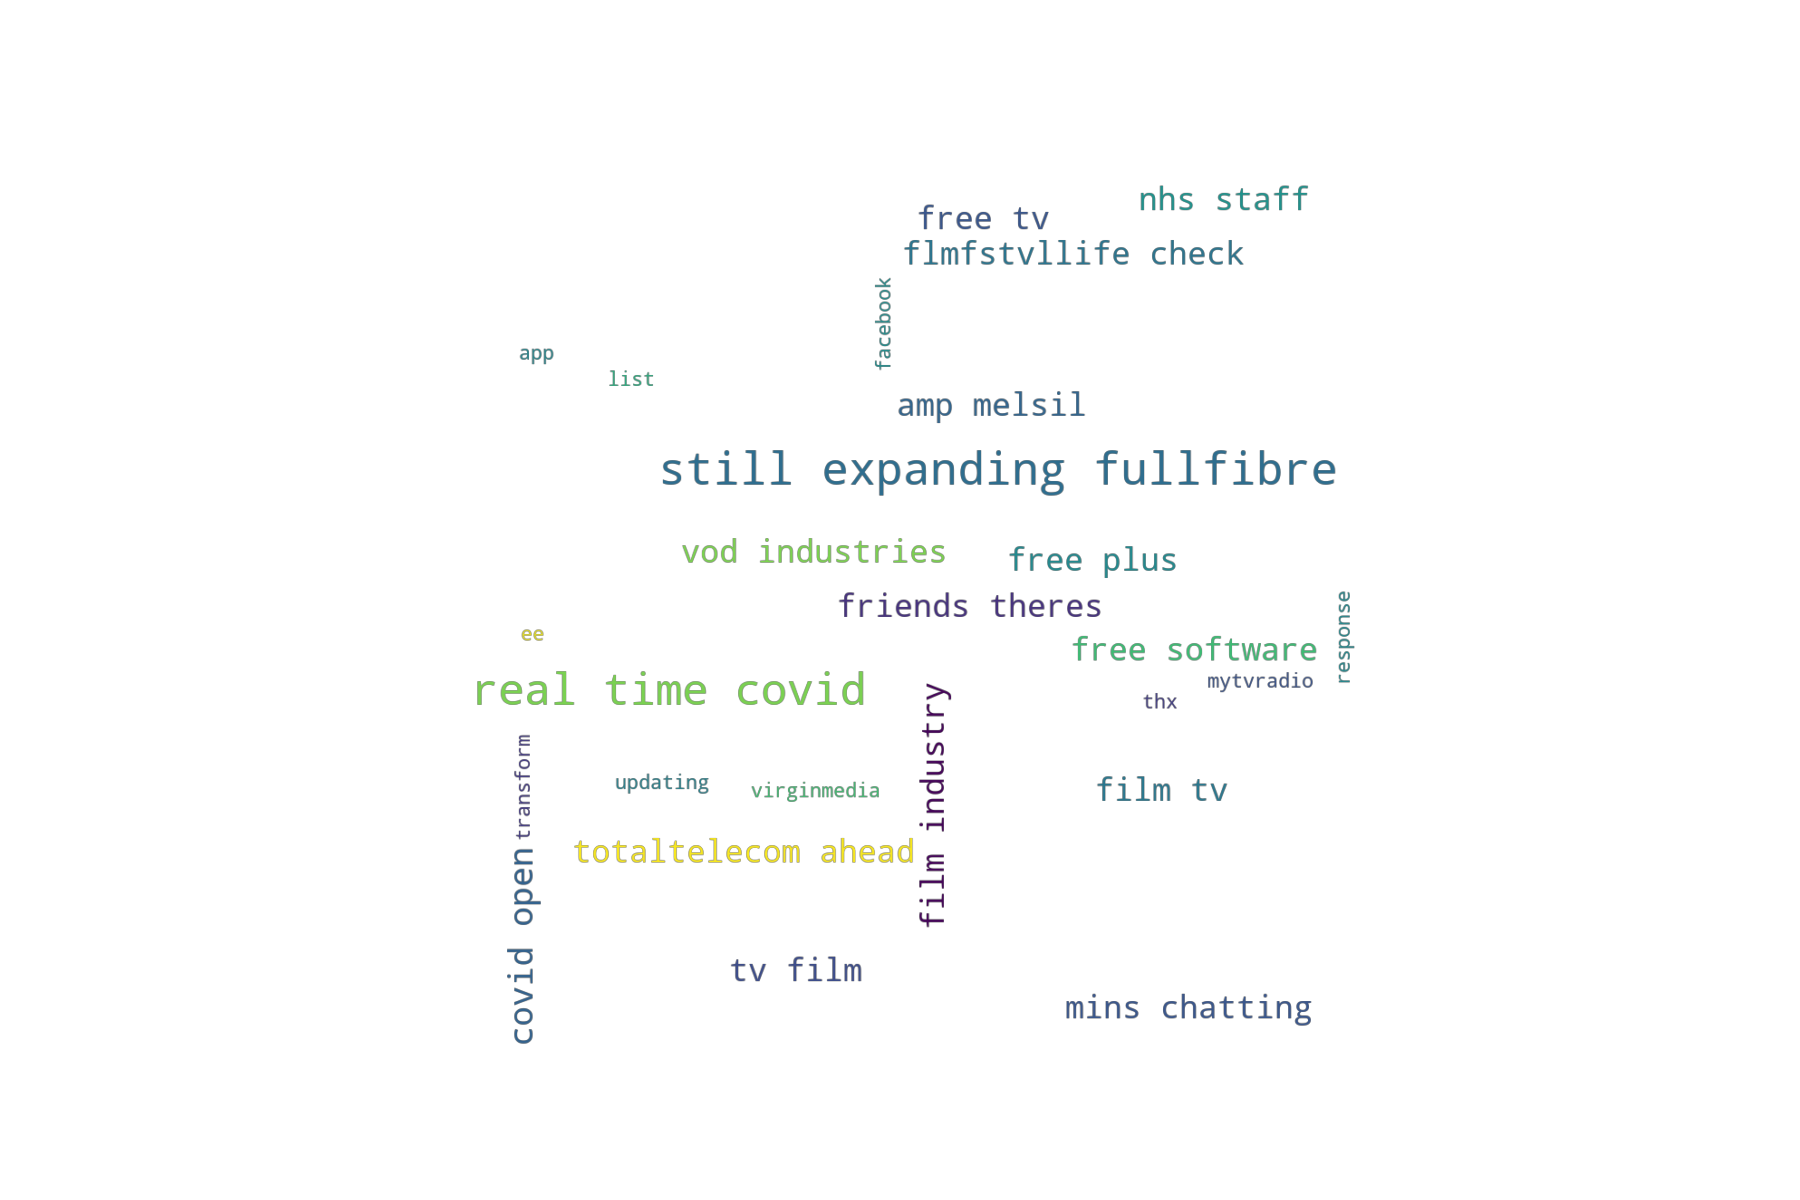 nhs staff
free tv
flmfstvllife check
facebook
app
list
amp melsil
still expanding fullfibre
vod industries
free plus
friends theres
response
ee
free software
real time covid
mytvradio
thx
film industry
transform
updating
virginmedia
film tv
totaltelecom ahead
covid open
tv film
mins chatting